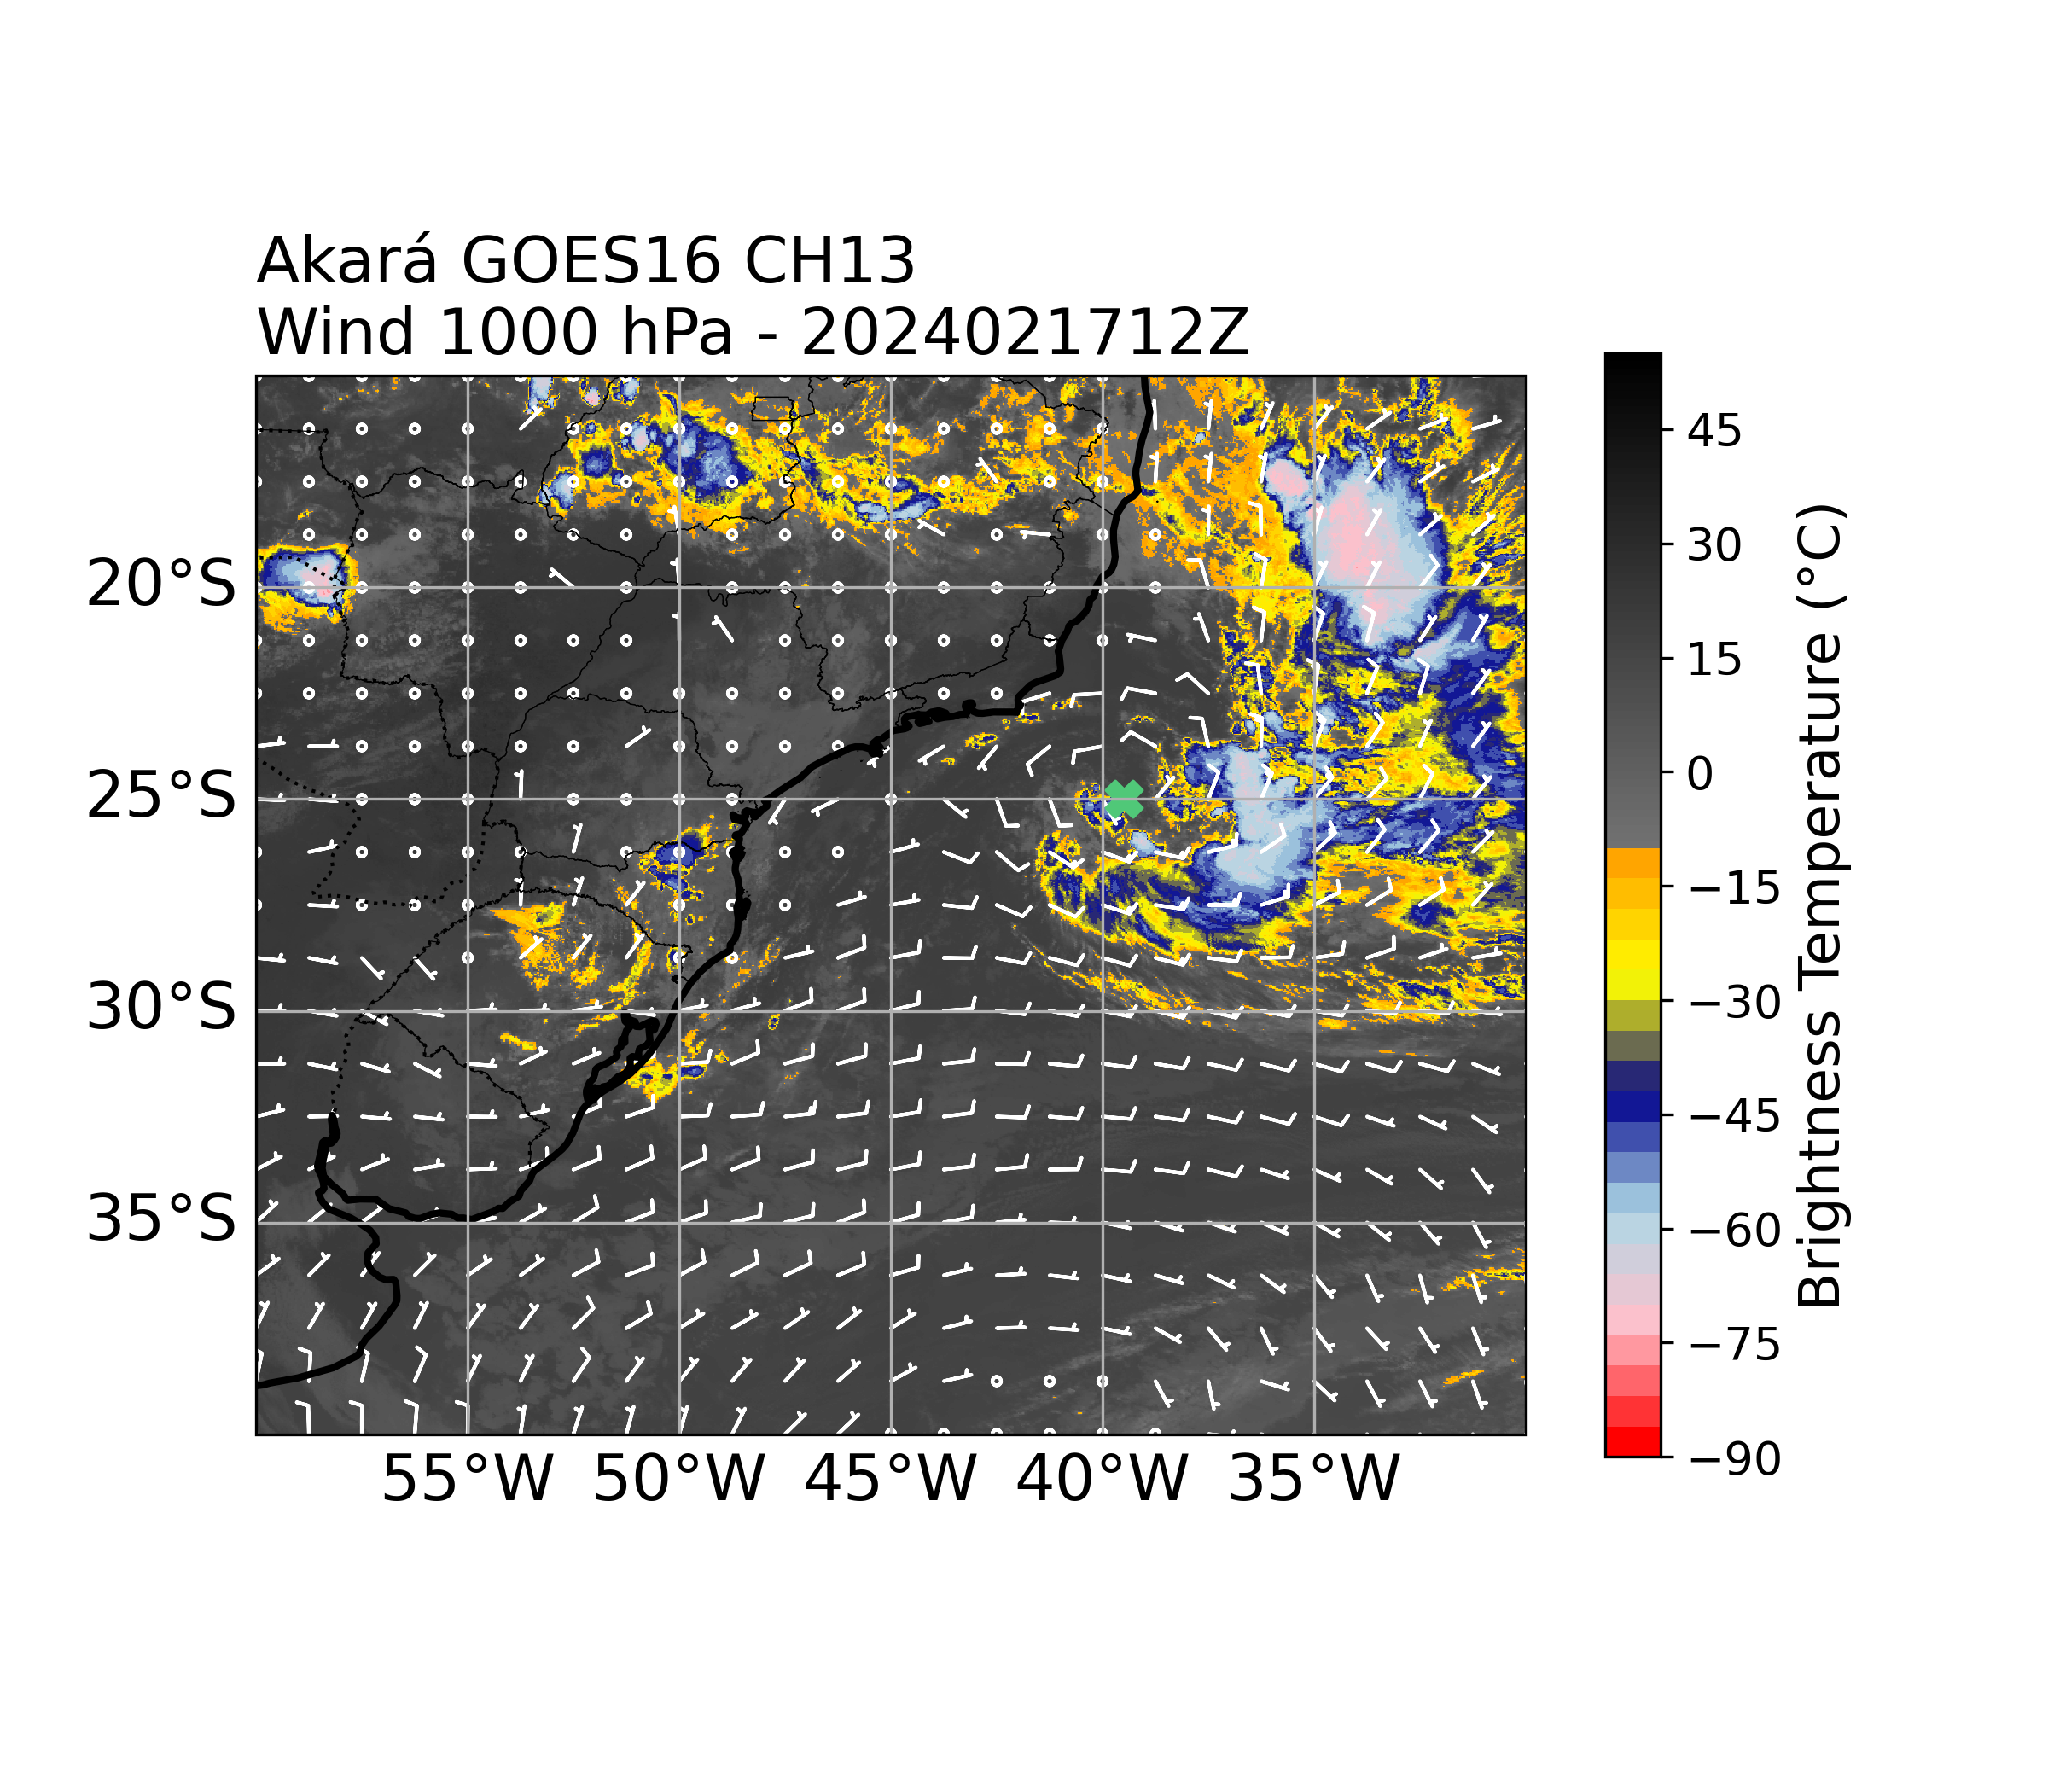 Akará GOES16 CH13
Wind 1000 hPa - 2024021712Z
20°S
25°S
30°S
35°S
55°W 50°W 45°W 40°W 35°W
45
30
15
0
−15
−30
−45
−60
−75
−90
Brightness Temperature (°C)